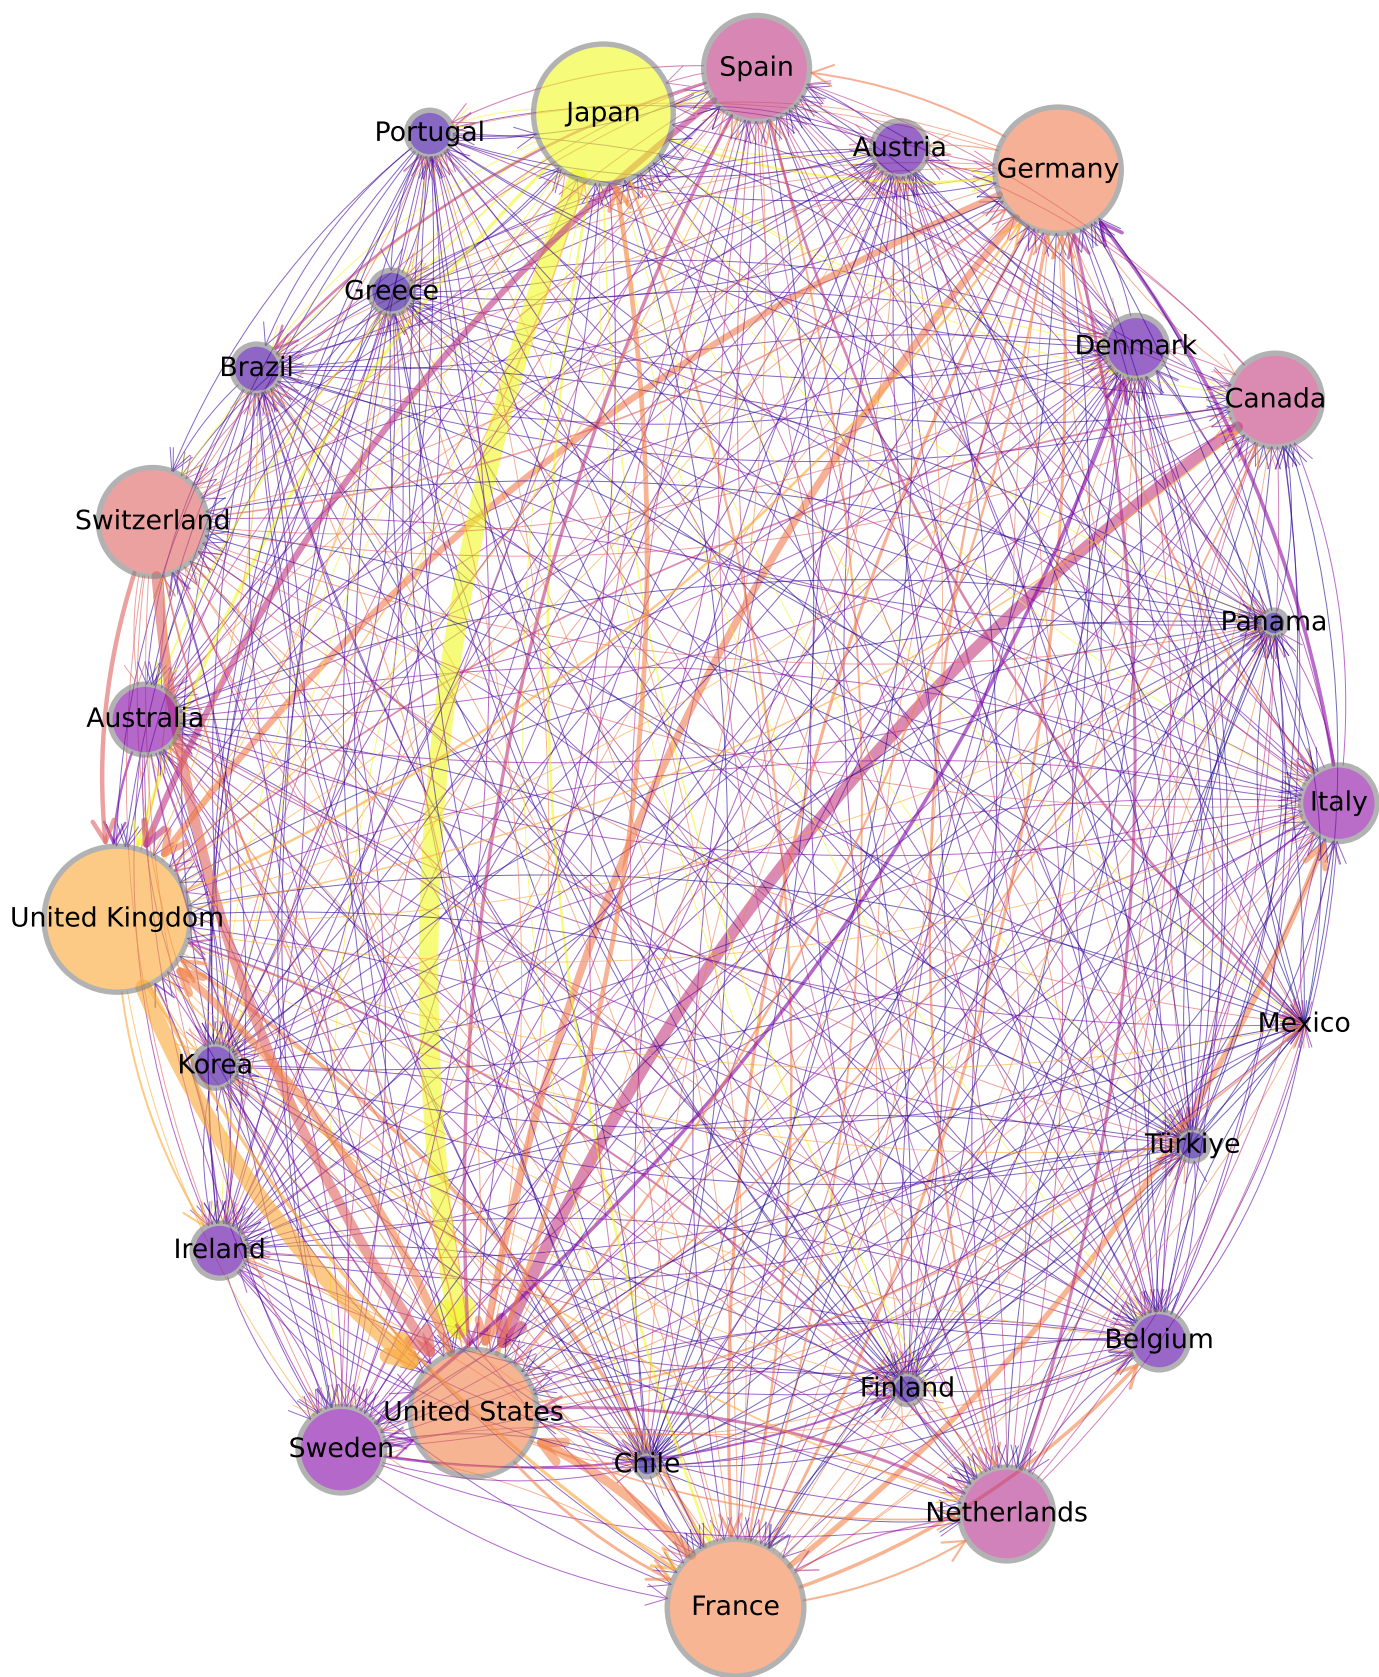 Spain
Japan
Portugal
Austria
Germany
Greece
Denmark
Brazil
Canada
Switzerland
Panama
Australia
Italy
United Kingdom
Mexico
Korea
Türkiye
Ireland
Belgium
Finland
United States
Sweden
Chile
Netherlands
France